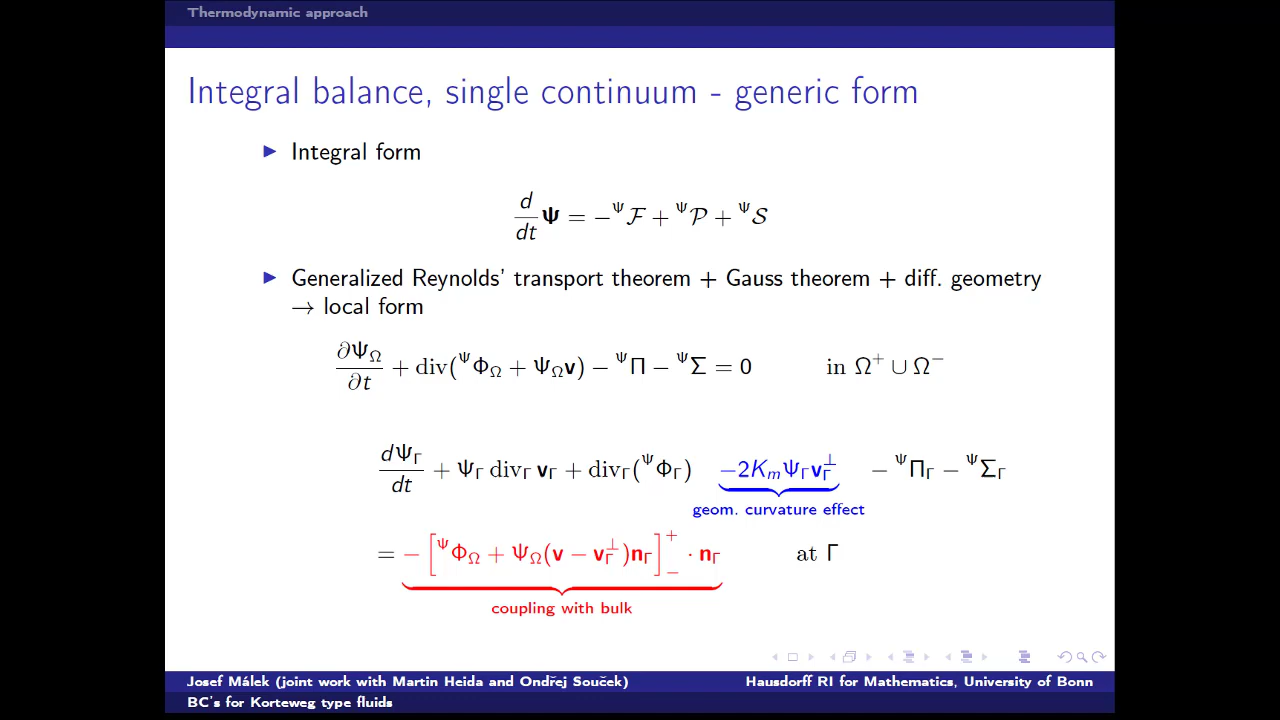 Thermodynamic approach
Integral balance, single continuum - generic form
▶ Integral form
d/dt Ψ = −^Ψℱ + ^Ψ𝒫 + ^Ψ𝒮
▶ Generalized Reynolds' transport theorem + Gauss theorem + diff. geometry
→ local form
∂Ψ_Ω/∂t + div(^ΨΦ_Ω + Ψ_Ω v) − ^ΨΠ − ^ΨΣ = 0 in Ω⁺ ∪ Ω⁻
dΨ_Γ/dt + Ψ_Γ div_Γ v_Γ + div_Γ(^ΨΦ_Γ) −2K_m Ψ_Γ v_Γ^⊥ − ^ΨΠ_Γ − ^ΨΣ_Γ
geom. curvature effect
= −[^ΨΦ_Ω + Ψ_Ω(v − v_Γ^⊥)n_Γ]^+_− · n_Γ at Γ
coupling with bulk
Josef Málek (joint work with Martin Heida and Ondřej Souček) Hausdorff RI for Mathematics, University of Bonn
BC's for Korteweg type fluids